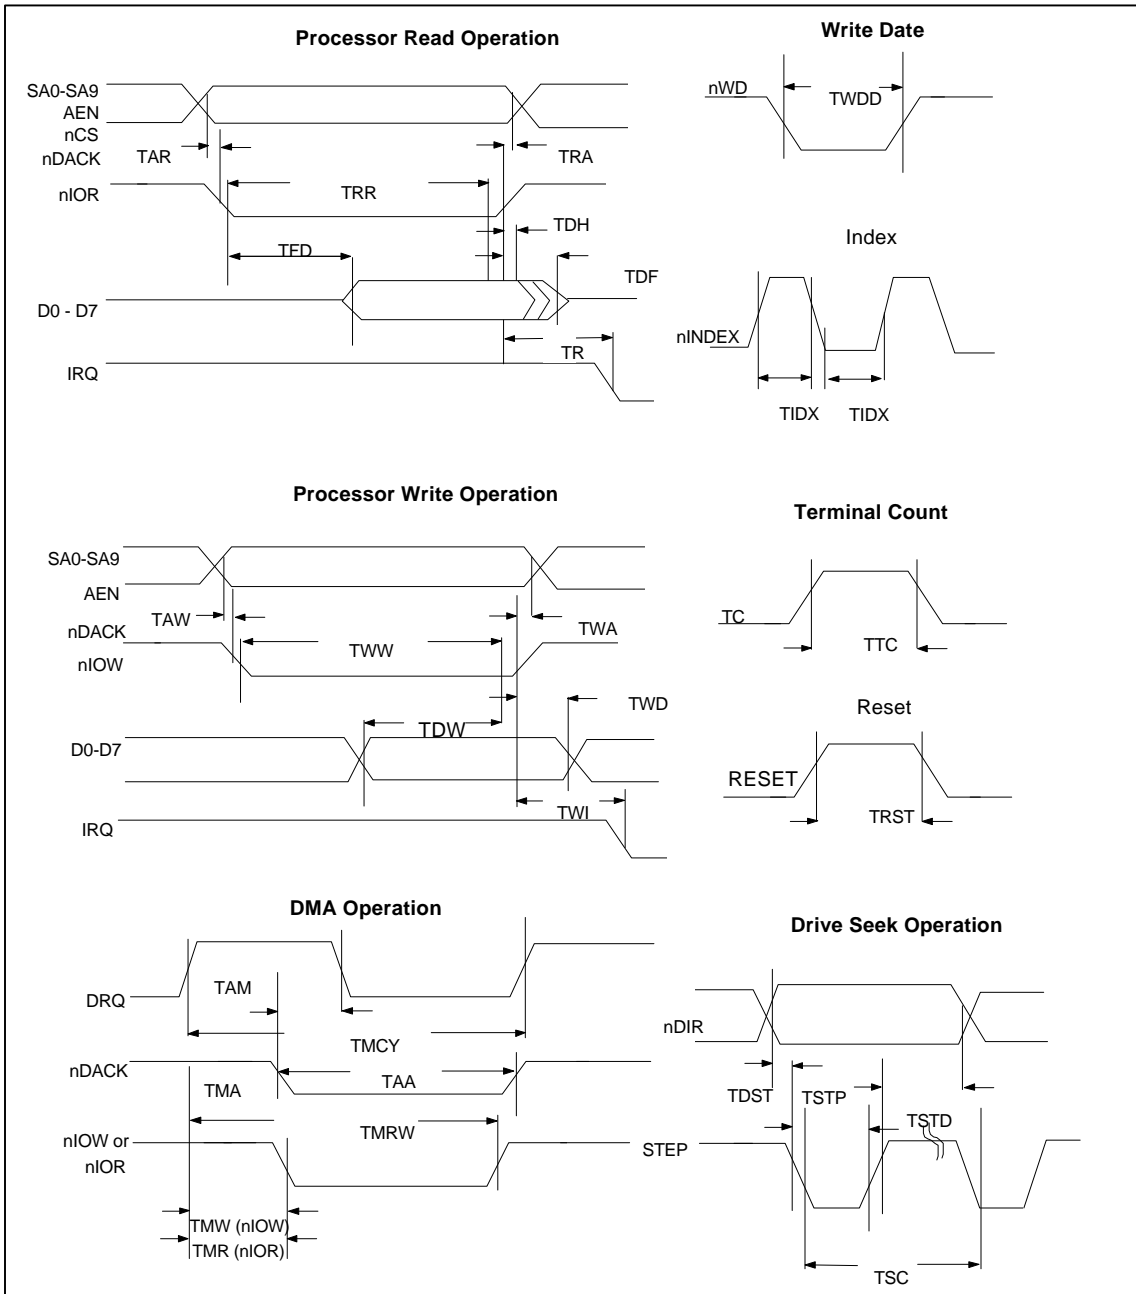 Processor Read Operation
SA0-SA9
AEN
nCS
nDACK
TAR
TRA
nIOR
TRR
TDH
TFD
TDF
D0 - D7
TR
IRQ
Write Date
nWD
TWDD
Index
nINDEX
TIDX
TIDX
Processor Write Operation
SA0-SA9
AEN
TAW
nDACK
TWA
nIOW
TWW
TWD
TDW
D0-D7
TWI
IRQ
Terminal Count
TC
TTC
Reset
RESET
TRST
DMA Operation
TAM
DRQ
TMCY
nDACK
TAA
TMA
TMRW
nIOW or
nIOR
TMW (nIOW)
TMR (nIOR)
Drive Seek Operation
nDIR
TDST
TSTP
TSTD
STEP
TSC